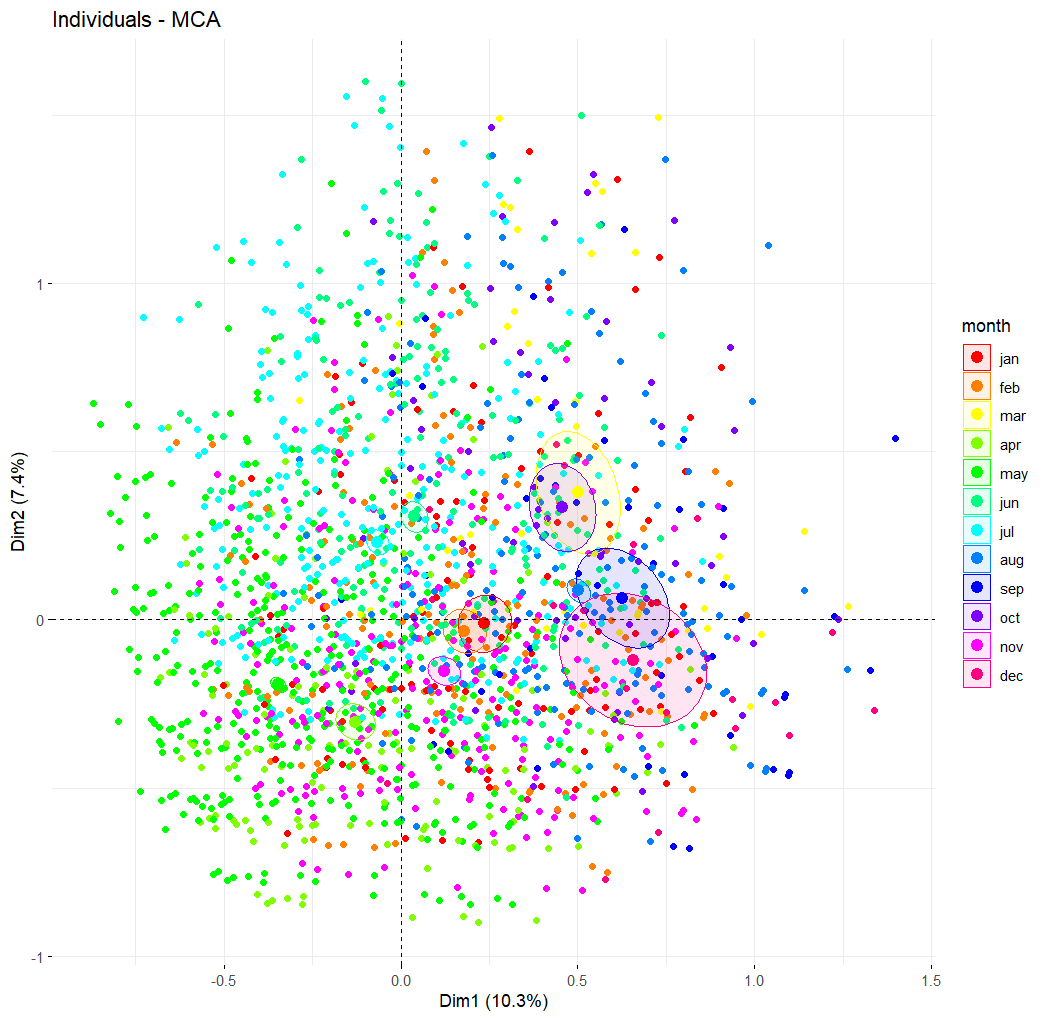 Individuals - MCA
Dim2 (7.4%)
1
0
-1
-0.5
0.0
0.5
1.0
1.5
Dim1 (10.3%)
month
jan
feb
mar
apr
may
jun
jul
aug
sep
oct
nov
dec